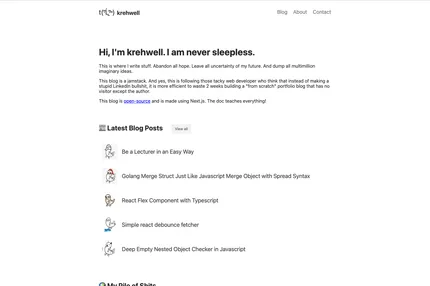 krehwell
Blog About Contact
Hi, I'm krehwell. I am never sleepless.
This is where I write stuff. Abandon all hope. Leave all uncertainty of my future. And dump all multimillion
imaginary ideas.
This blog is a jamstack. And yes, this is following those tacky web developer who think that instead of making a
stupid LinkedIn bullshit, it is more efficient to waste 2 weeks building a "from scratch" portfolio blog that has no
visitor except the author.
This blog is open-source and is made using Next.js. The doc teaches everything!
Latest Blog Posts View all
Be a Lecturer in an Easy Way
Golang Merge Struct Just Like Javascript Merge Object with Spread Syntax
React Flex Component with Typescript
Simple react debounce fetcher
Deep Empty Nested Object Checker in Javascript
My Pile of Shits